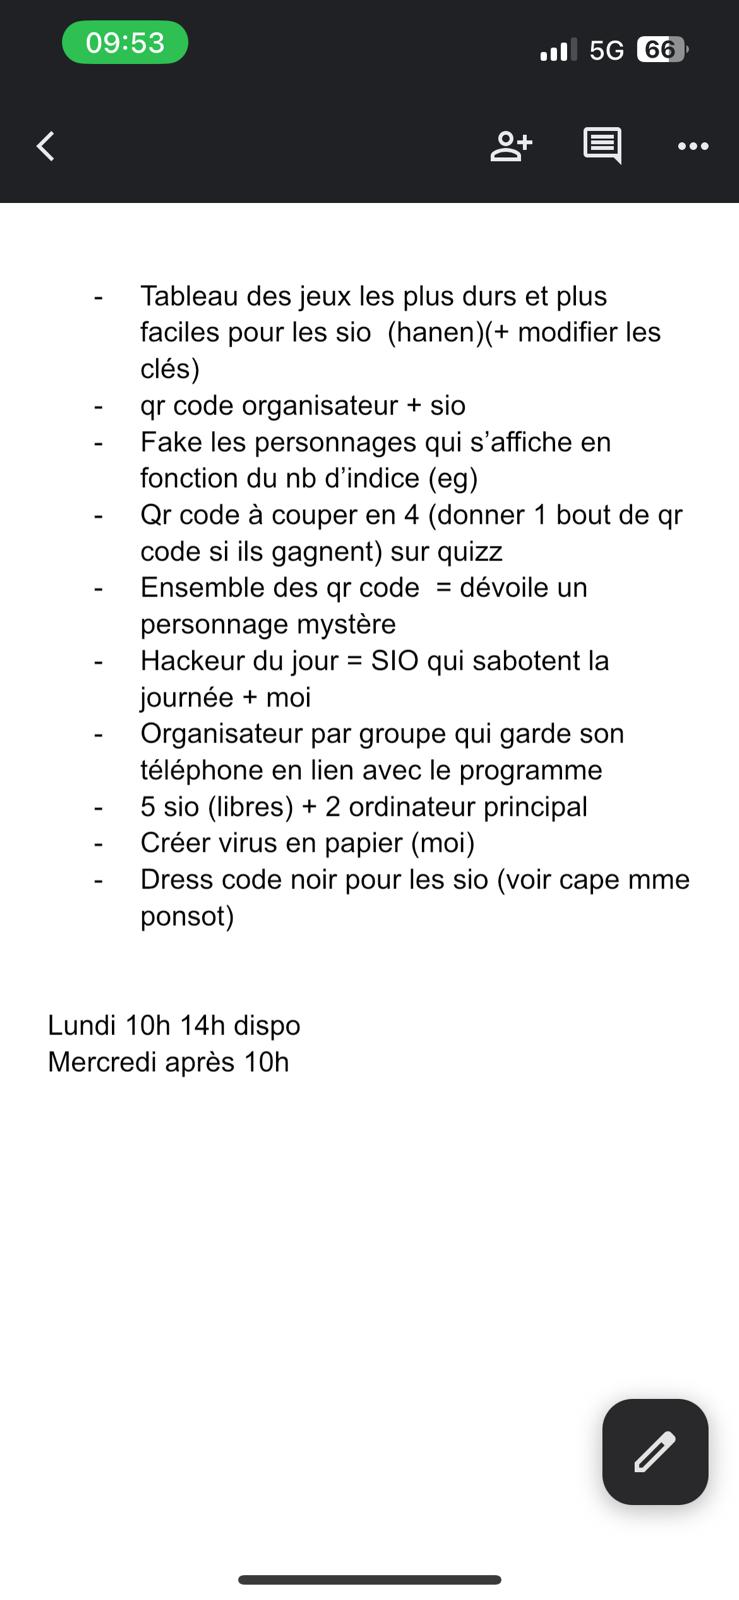 09:53
5G 66
- Tableau des jeux les plus durs et plus
faciles pour les sio  (hanen)(+ modifier les
clés)
- qr code organisateur + sio
- Fake les personnages qui s’affiche en
fonction du nb d’indice (eg)
- Qr code à couper en 4 (donner 1 bout de qr
code si ils gagnent) sur quizz
- Ensemble des qr code  = dévoile un
personnage mystère
- Hackeur du jour = SIO qui sabotent la
journée + moi
- Organisateur par groupe qui garde son
téléphone en lien avec le programme
- 5 sio (libres) + 2 ordinateur principal
- Créer virus en papier (moi)
- Dress code noir pour les sio (voir cape mme
ponsot)
Lundi 10h 14h dispo
Mercredi après 10h